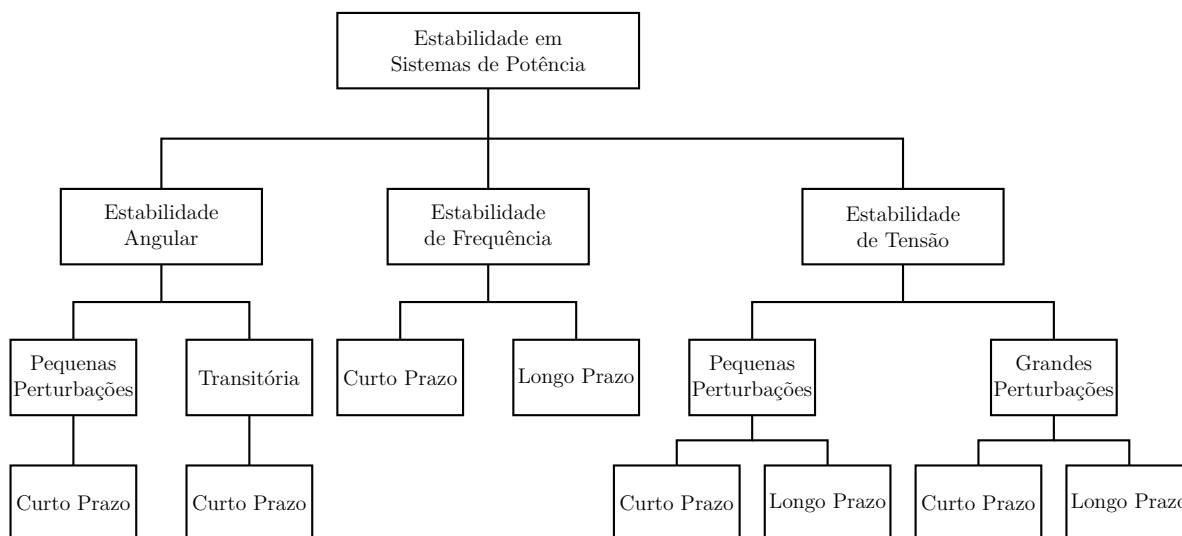 Estabilidade em
Sistemas de Potência
Estabilidade
Angular
Estabilidade
de Frequência
Estabilidade
de Tensão
Pequenas
Perturbações
Transitória
Curto Prazo
Longo Prazo
Pequenas
Perturbações
Grandes
Perturbações
Curto Prazo
Curto Prazo
Curto Prazo
Longo Prazo
Curto Prazo
Longo Prazo